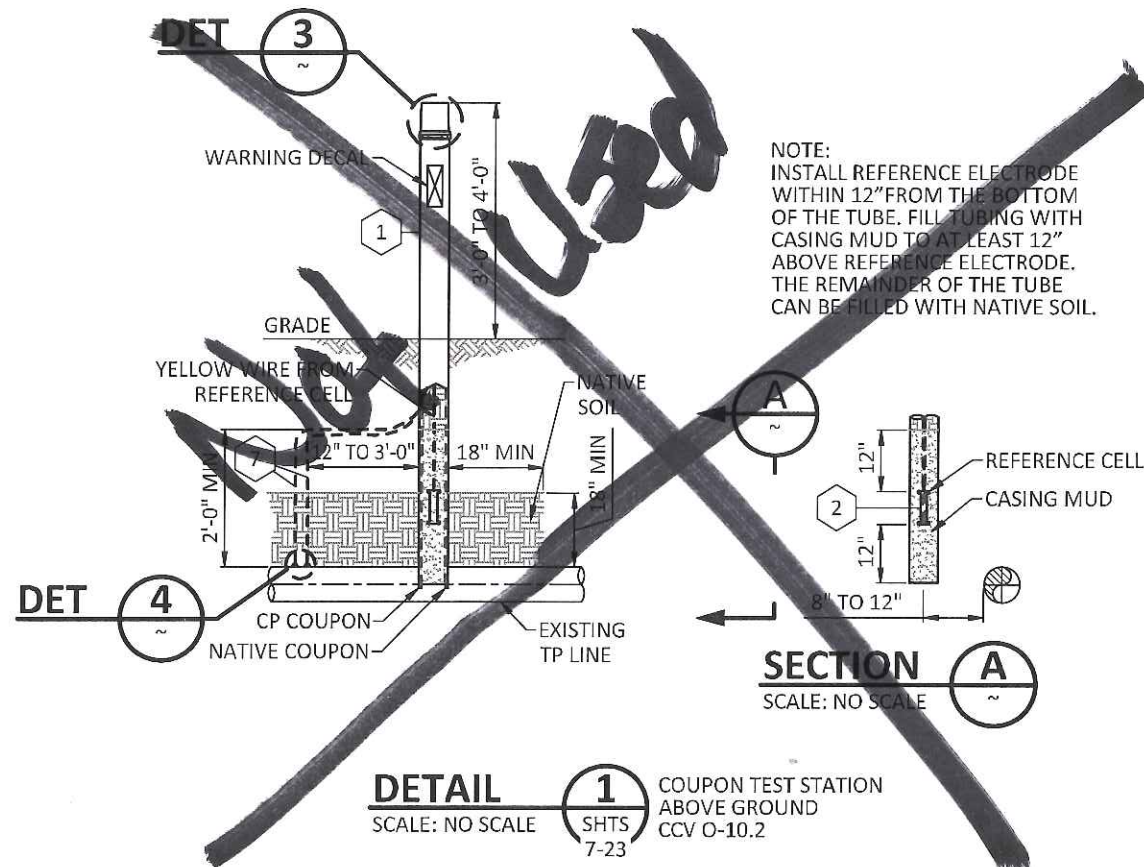 DET 3
~
WARNING DECAL
1
3'-0" TO 4'-0"
Not Used
NOTE:
INSTALL REFERENCE ELECTRODE
WITHIN 12" FROM THE BOTTOM
OF THE TUBE. FILL TUBING WITH
CASING MUD TO AT LEAST 12"
ABOVE REFERENCE ELECTRODE.
THE REMAINDER OF THE TUBE
CAN BE FILLED WITH NATIVE SOIL.
GRADE
YELLOW WIRE FROM
REFERENCE CELL
NATIVE
SOIL
A
~
7
12" TO 3'-0"
18" MIN
18" MIN
2'-0" MIN
12"
REFERENCE CELL
2
CASING MUD
12"
8" TO 12"
DET 4
~
CP COUPON
NATIVE COUPON
EXISTING
TP LINE
SECTION A
SCALE: NO SCALE ~
DETAIL 1
SCALE: NO SCALE
SHTS
7-23
COUPON TEST STATION
ABOVE GROUND
CCV O-10.2